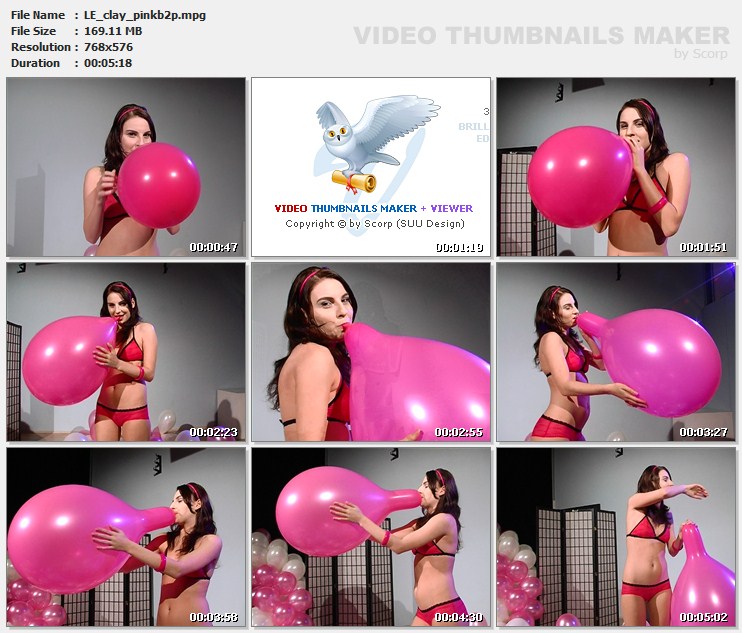 File Name : LE_clay_pinkb2p.mpg
File Size : 169.11 MB
Resolution : 768x576
Duration : 00:05:18
VIDEO THUMBNAILS MAKER
by Scorp
3
BRILL
ED
VIDEO THUMBNAILS MAKER + VIEWER
Copyright © by Scorp (SUU Design)
00:00:47
00:01:19
00:01:51
00:02:23
00:02:55
00:03:27
00:03:58
00:04:30
00:05:02